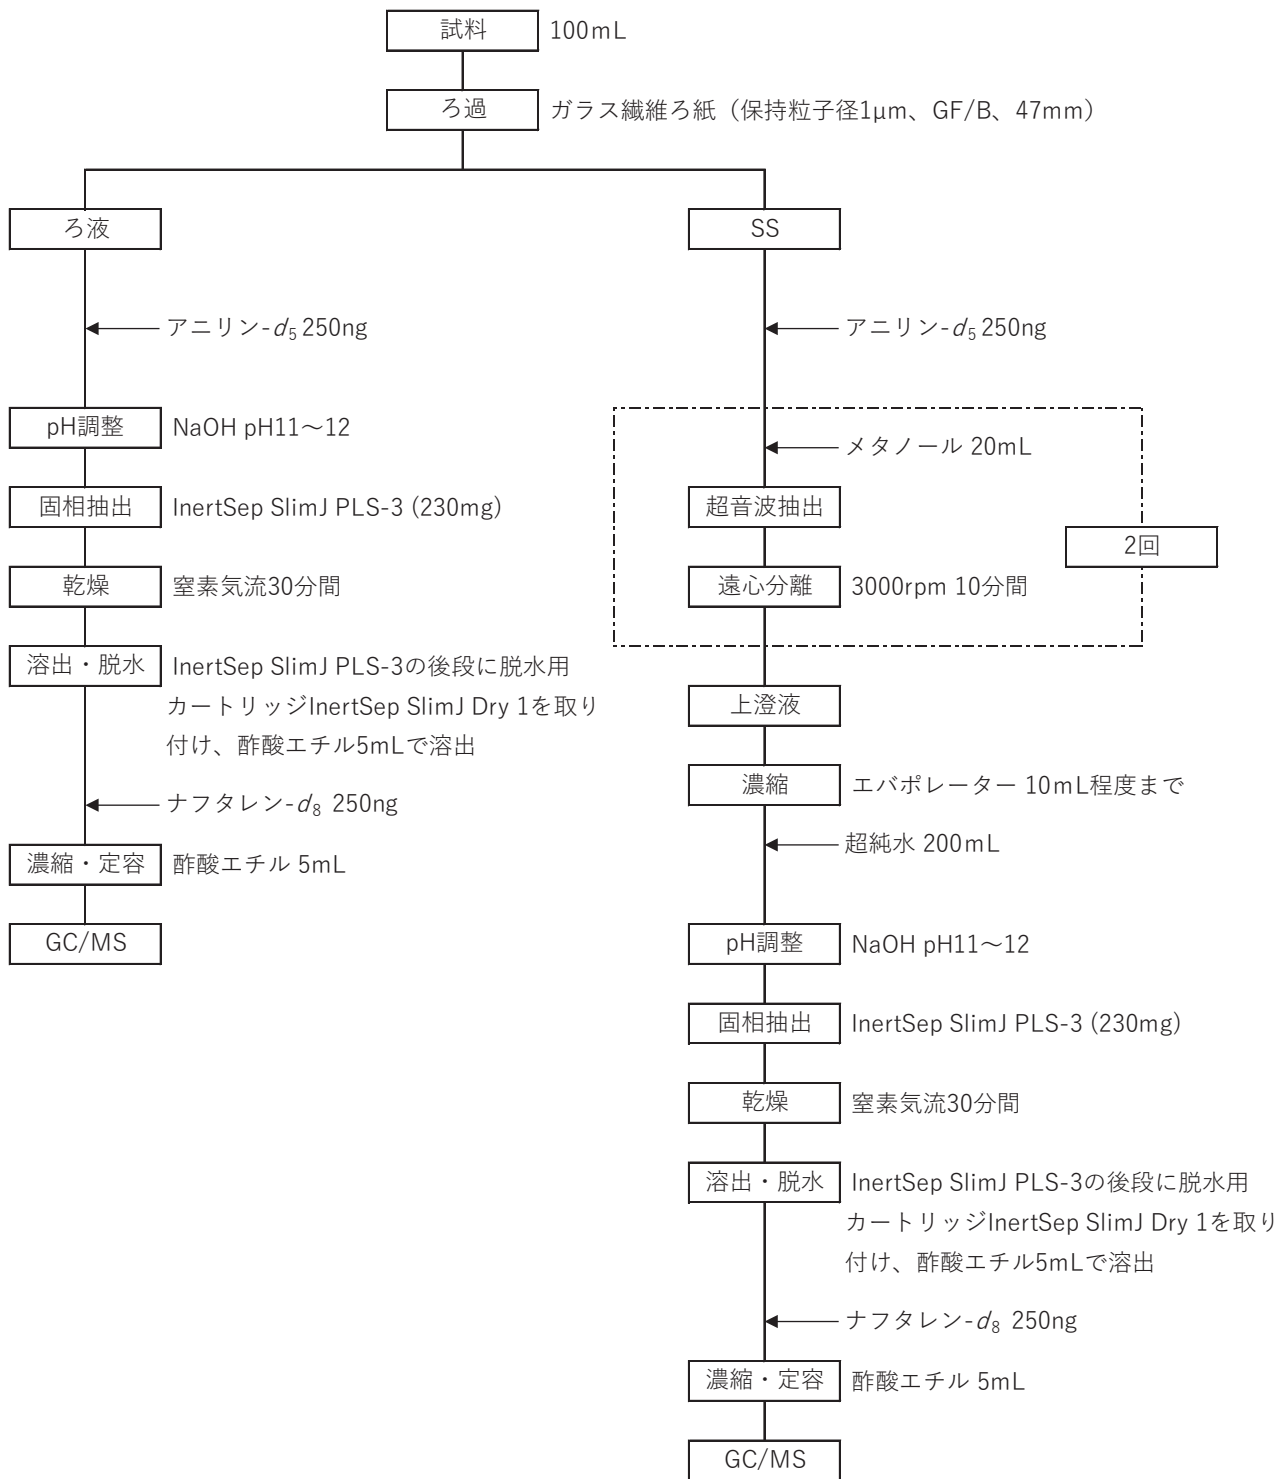 試料 100mL
ろ過 ガラス繊維ろ紙（保持粒子径1μm、GF/B、47mm）
ろ液
アニリン-d5 250ng
pH調整 NaOH pH11～12
固相抽出 InertSep SlimJ PLS-3 (230mg)
乾燥 窒素気流30分間
溶出・脱水 InertSep SlimJ PLS-3の後段に脱水用
カートリッジInertSep SlimJ Dry 1を取り
付け、酢酸エチル5mLで溶出
ナフタレン-d8 250ng
濃縮・定容 酢酸エチル 5mL
GC/MS
SS
アニリン-d5 250ng
メタノール 20mL
超音波抽出
2回
遠心分離 3000rpm 10分間
上澄液
濃縮 エバポレーター 10mL程度まで
超純水 200mL
pH調整 NaOH pH11～12
固相抽出 InertSep SlimJ PLS-3 (230mg)
乾燥 窒素気流30分間
溶出・脱水 InertSep SlimJ PLS-3の後段に脱水用
カートリッジInertSep SlimJ Dry 1を取り
付け、酢酸エチル5mLで溶出
ナフタレン-d8 250ng
濃縮・定容 酢酸エチル 5mL
GC/MS